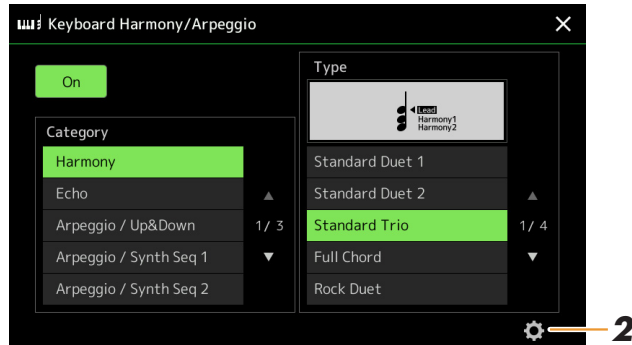 Keyboard Harmony/Arpeggio
On
Category
Harmony
Echo
Arpeggio / Up&Down
Arpeggio / Synth Seq 1
Arpeggio / Synth Seq 2
1/ 3
Type
Lead
Harmony1
Harmony2
Standard Duet 1
Standard Duet 2
Standard Trio
Full Chord
Rock Duet
1/ 4
2